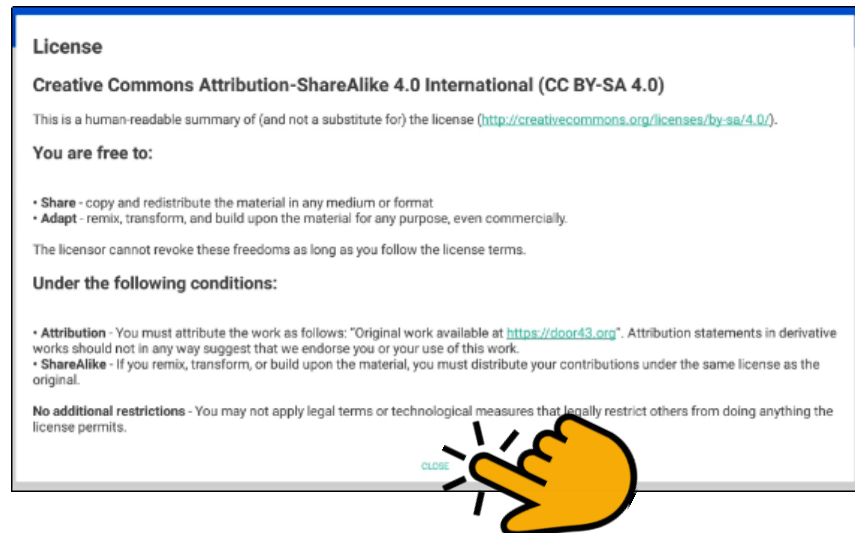 License
Creative Commons Attribution-ShareAlike 4.0 International (CC BY-SA 4.0)
This is a human-readable summary of (and not a substitute for) the license (http://creativecommons.org/licenses/by-sa/4.0/).
You are free to:
• Share - copy and redistribute the material in any medium or format
• Adapt - remix, transform, and build upon the material for any purpose, even commercially.
The licensor cannot revoke these freedoms as long as you follow the license terms.
Under the following conditions:
• Attribution - You must attribute the work as follows: "Original work available at https://door43.org". Attribution statements in derivative
works should not in any way suggest that we endorse you or your use of this work.
• ShareAlike - If you remix, transform, or build upon the material, you must distribute your contributions under the same license as the
original.
No additional restrictions - You may not apply legal terms or technological measures that legally restrict others from doing anything the
license permits.
CLOSE